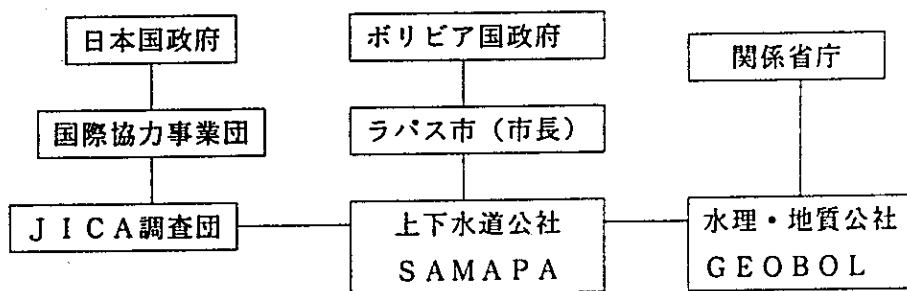 日本国政府
ボリビア国政府
関係省庁
国際協力事業団
ラパス市（市長）
ＪＩＣＡ調査団
上下水道公社
ＳＡＭＡＰＡ
水理・地質公社
ＧＥＯＢＯＬ